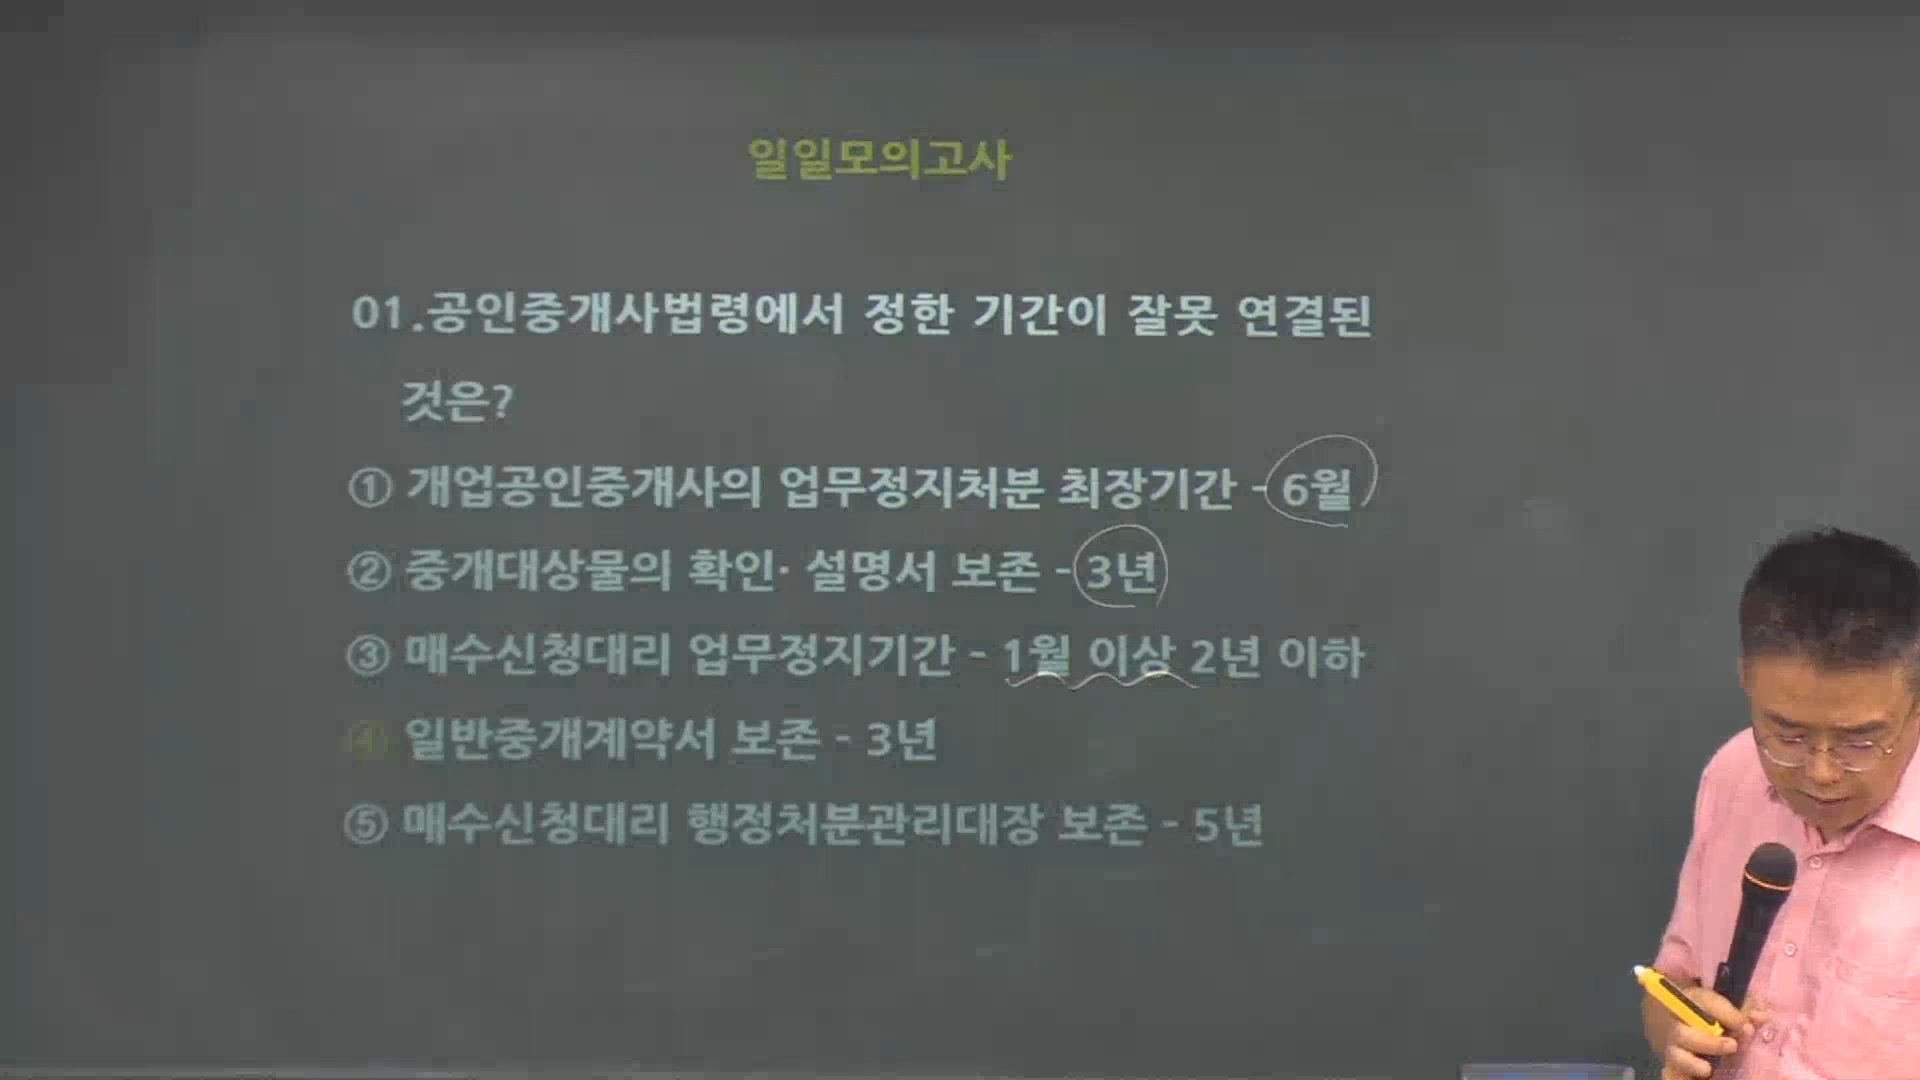 일일모의고사
01.공인중개사법령에서 정한 기간이 잘못 연결된
것은?
① 개업공인중개사의 업무정지처분 최장기간 - 6월
② 중개대상물의 확인· 설명서 보존 - 3년
③ 매수신청대리 업무정지기간 - 1월 이상 2년 이하
④ 일반중개계약서 보존 - 3년
⑤ 매수신청대리 행정처분관리대장 보존 - 5년